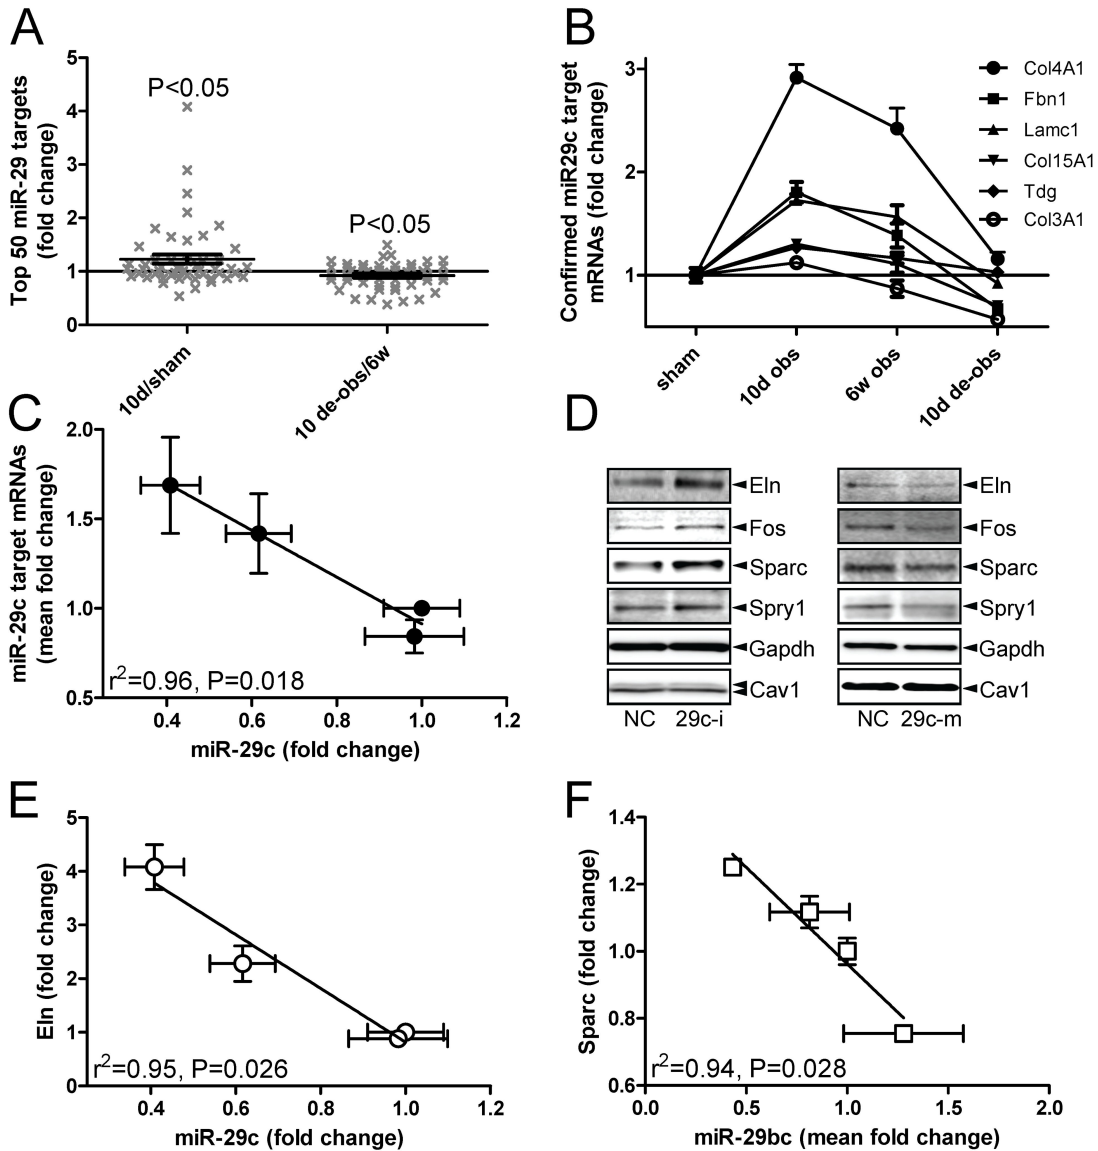 A
Top 50 miR-29 targets
(fold change)
5
4
3
2
1
0
P<0.05
P<0.05
10d/sham
10 de-obs/6w
B
Confirmed miR29c target
mRNAs (fold change)
3
2
1
sham
10d obs
6w obs
10d de-obs
Col4A1
Fbn1
Lamc1
Col15A1
Tdg
Col3A1
C
miR-29c target mRNAs
(mean fold change)
2.0
1.5
1.0
0.5
r2=0.96, P=0.018
0.4 0.6 0.8 1.0 1.2
miR-29c (fold change)
D
Eln
Fos
Sparc
Spry1
Gapdh
Cav1
NC 29c-i
Eln
Fos
Sparc
Spry1
Gapdh
Cav1
NC 29c-m
E
Eln (fold change)
5
4
3
2
1
0
r2=0.95, P=0.026
0.4 0.6 0.8 1.0 1.2
miR-29c (fold change)
F
Sparc (fold change)
1.4
1.2
1.0
0.8
0.6
r2=0.94, P=0.028
0.0 0.5 1.0 1.5 2.0
miR-29bc (mean fold change)